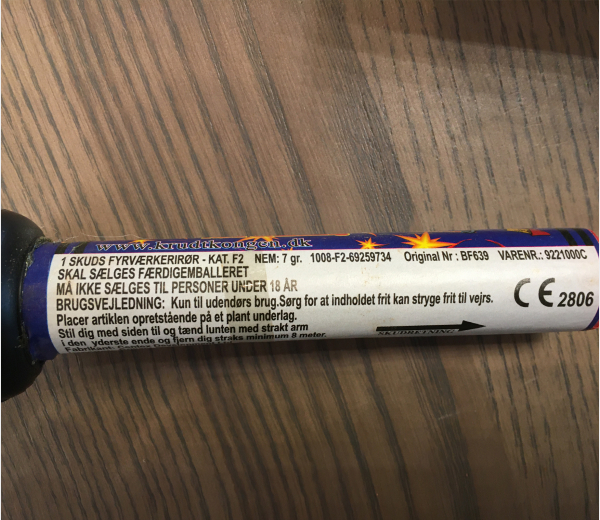 www.krudtkongen.dk
1 SKUDS FYRVÆRKERIRØR - KAT. F2 NEM: 7 gr. 1008-F2-69259734 Original Nr : BF639 VARENR.: 9221000C
SKAL SÆLGES FÆRDIGEMBALLERET
MÅ IKKE SÆLGES TIL PERSONER UNDER 18 ÅR
BRUGSVEJLEDNING: Kun til udendørs brug.Sørg for at indholdet frit kan stryge frit til vejrs.
Placer artiklen opretstående på et plant underlag.
Stil dig med siden til og tænd lunten med strakt arm
i den yderste ende og fjern dig straks minimum 8 meter.
Fabrikant:
SKUDRETNING
CE 2806